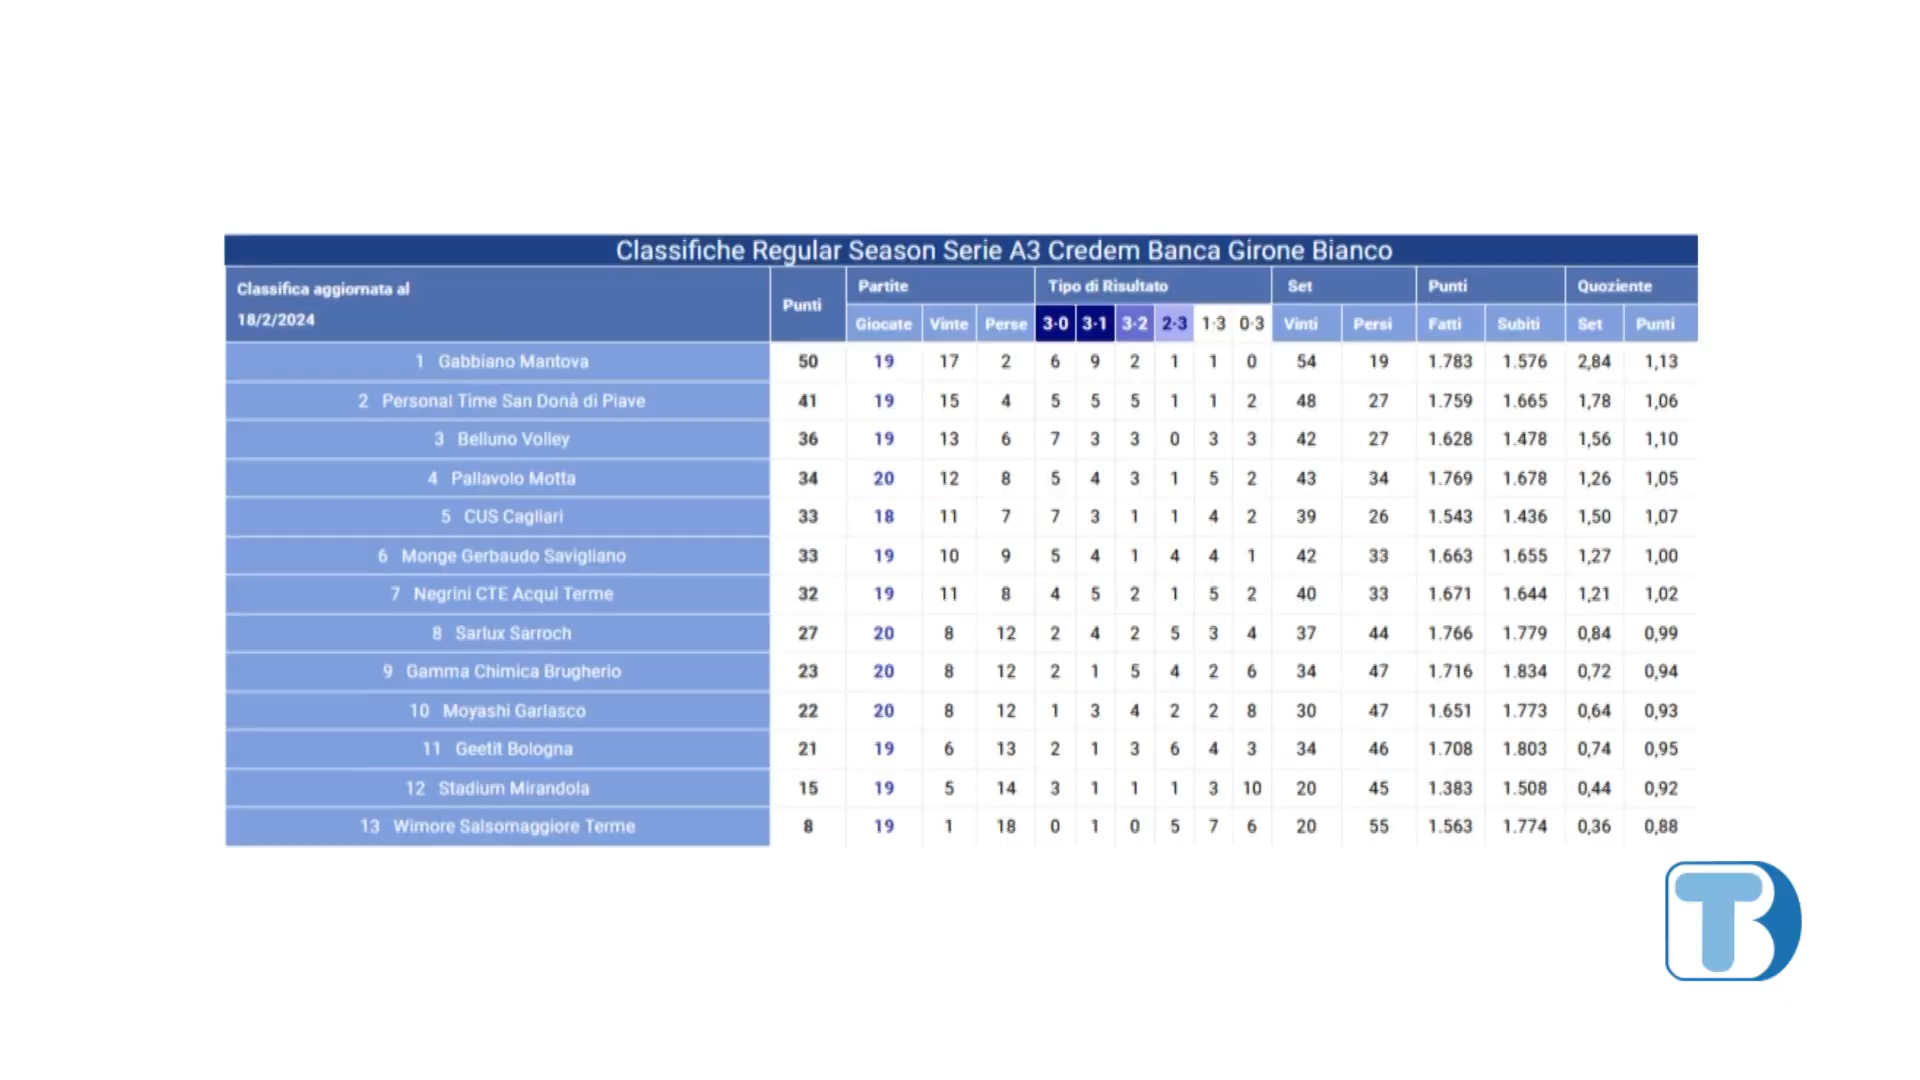 Classifiche Regular Season Serie A3 Credem Banca Girone Bianco
Classifica aggiornata al
18/2/2024
Punti Partite Tipo di Risultato Set Punti Quoziente
Giocate Vinte Perse 3-0 3-1 3-2 2-3 1-3 0-3 Vinti Persi Fatti Subiti Set Punti
1 Gabbiano Mantova 50 19 17 2 6 9 2 1 1 0 54 19 1.783 1.576 2,84 1,13
2 Personal Time San Donà di Piave 41 19 15 4 5 5 5 1 1 2 48 27 1.759 1.665 1,78 1,06
3 Belluno Volley 36 19 13 6 7 3 3 0 3 3 42 27 1.628 1.478 1,56 1,10
4 Pallavolo Motta 34 20 12 8 5 4 3 1 5 2 43 34 1.769 1.678 1,26 1,05
5 CUS Cagliari 33 18 11 7 7 3 1 1 4 2 39 26 1.543 1.436 1,50 1,07
6 Monge Gerbaudo Savigliano 33 19 10 9 5 4 1 4 4 1 42 33 1.663 1.655 1,27 1,00
7 Negrini CTE Acqui Terme 32 19 11 8 4 5 2 1 5 2 40 33 1.671 1.644 1,21 1,02
8 Sarlux Sarroch 27 20 8 12 2 4 2 5 3 4 37 44 1.766 1.779 0,84 0,99
9 Gamma Chimica Brugherio 23 20 8 12 2 1 5 4 2 6 34 47 1.716 1.834 0,72 0,94
10 Moyashi Garlasco 22 20 8 12 1 3 4 2 2 8 30 47 1.651 1.773 0,64 0,93
11 Geetit Bologna 21 19 6 13 2 1 3 6 4 3 34 46 1.708 1.803 0,74 0,95
12 Stadium Mirandola 15 19 5 14 3 1 1 1 3 10 20 45 1.383 1.508 0,44 0,92
13 Wimore Salsomaggiore Terme 8 19 1 18 0 1 0 5 7 6 20 55 1.563 1.774 0,36 0,88
TB